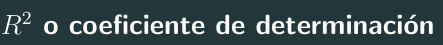 R² o coeficiente de determinación